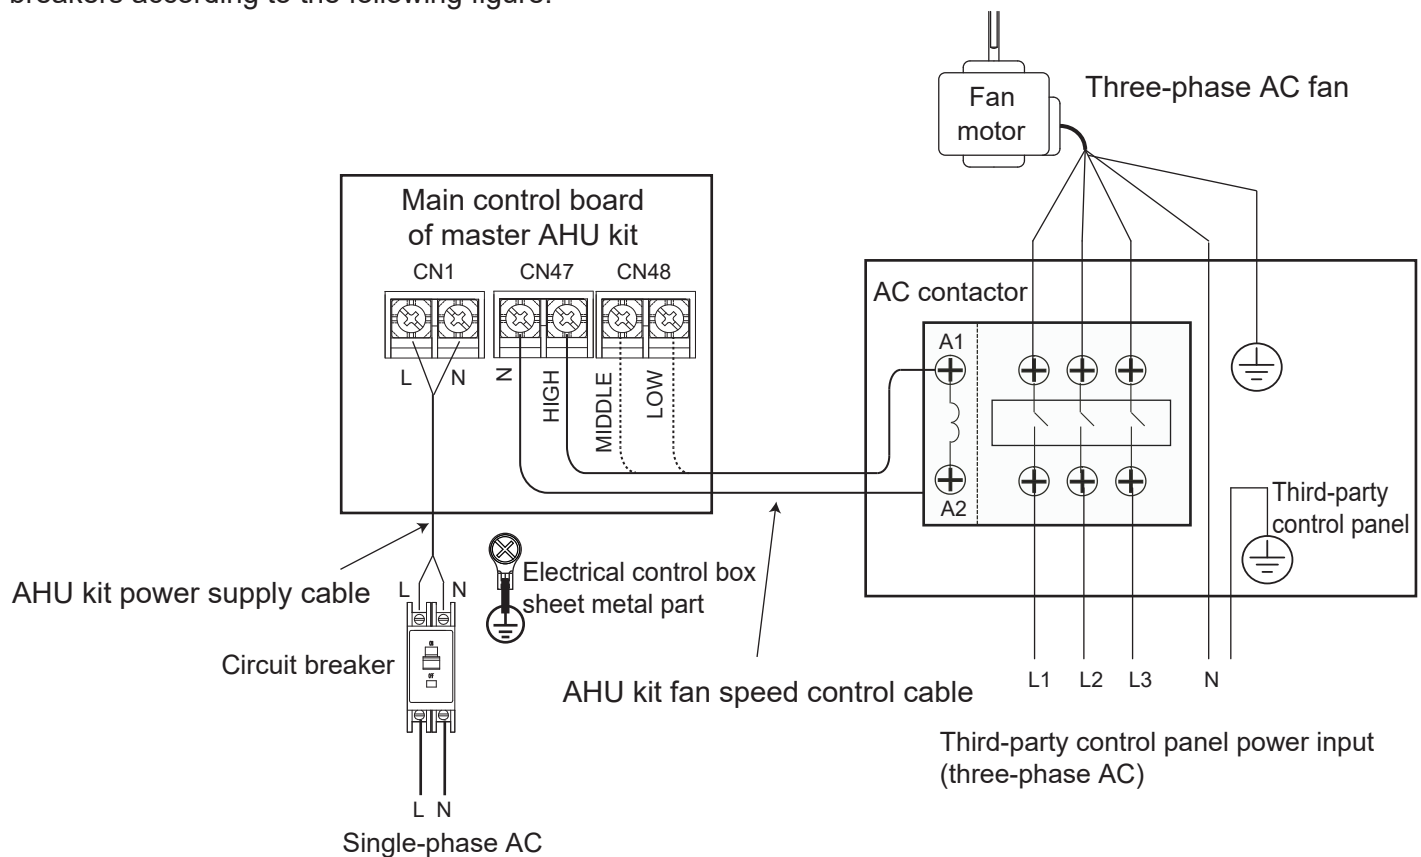 breakers according to the following figure.
Fan
motor
Three-phase AC fan
Main control board
of master AHU kit
CN1
CN47
CN48
L
N
N
HIGH
MIDDLE
LOW
AC contactor
A1
A2
Third-party
control panel
AHU kit power supply cable
Electrical control box
sheet metal part
L
N
Circuit breaker
AHU kit fan speed control cable
L1
L2
L3
N
Third-party control panel power input
(three-phase AC)
L N
Single-phase AC